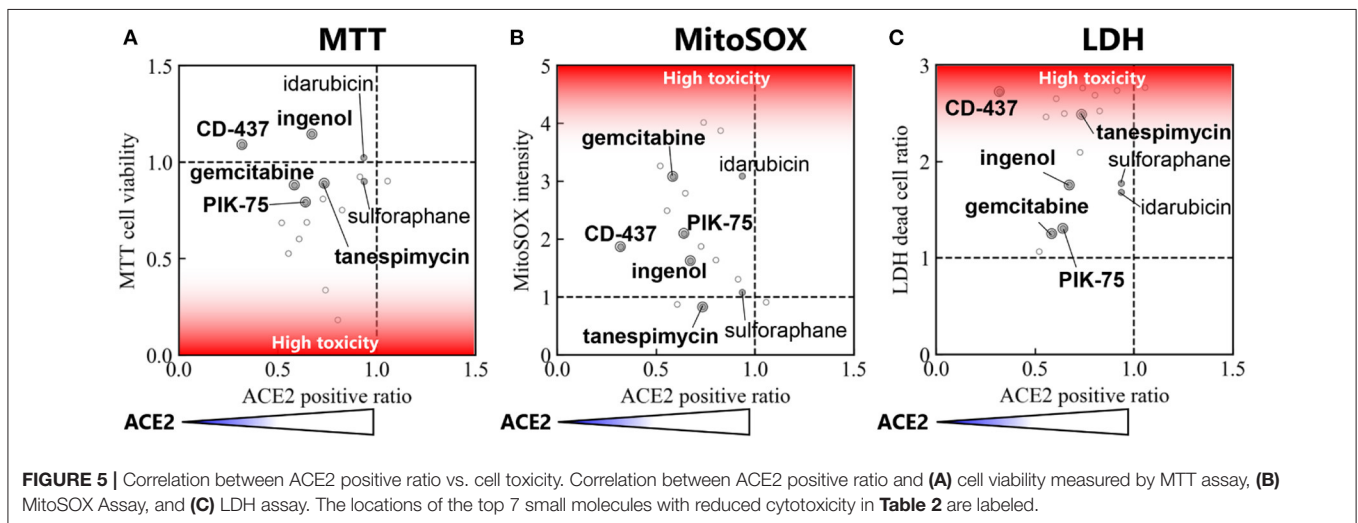 A
MTT
1.5
1.0
0.5
0.0
MTT cell viability
idarubicin
ingenol
CD-437
gemcitabine
PIK-75
sulforaphane
tanespimycin
High toxicity
0.0
0.5
1.0
1.5
ACE2 positive ratio
ACE2
B
MitoSOX
5
4
3
2
1
0
MitoSOX intensity
High toxicity
gemcitabine
idarubicin
PIK-75
CD-437
ingenol
tanespimycin
sulforaphane
0.0
0.5
1.0
1.5
ACE2 positive ratio
ACE2
C
LDH
3
2
1
0
LDH dead cell ratio
High toxicity
CD-437
tanespimycin
sulforaphane
ingenol
idarubicin
gemcitabine
PIK-75
0.0
0.5
1.0
1.5
ACE2 positive ratio
ACE2
FIGURE 5 | Correlation between ACE2 positive ratio vs. cell toxicity. Correlation between ACE2 positive ratio and (A) cell viability measured by MTT assay, (B)
MitoSOX Assay, and (C) LDH assay. The locations of the top 7 small molecules with reduced cytotoxicity in Table 2 are labeled.